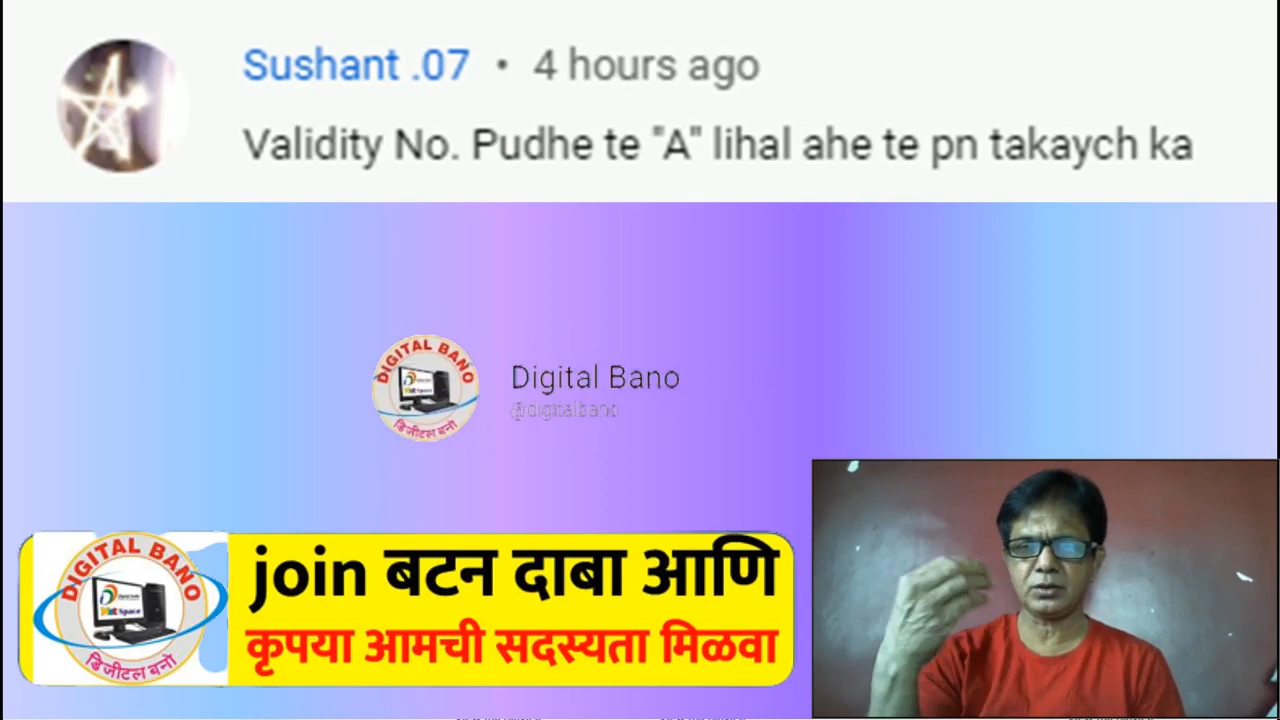 Sushant .07 • 4 hours ago
Validity No. Pudhe te "A" lihal ahe te pn takaych ka
DIGITAL BANO
डिजीटल बनो
Digital Bano
@digitalbano
DIGITAL BANO
डिजीटल बनो
join बटन दाबा आणि
कृपया आमची सदस्यता मिळवा